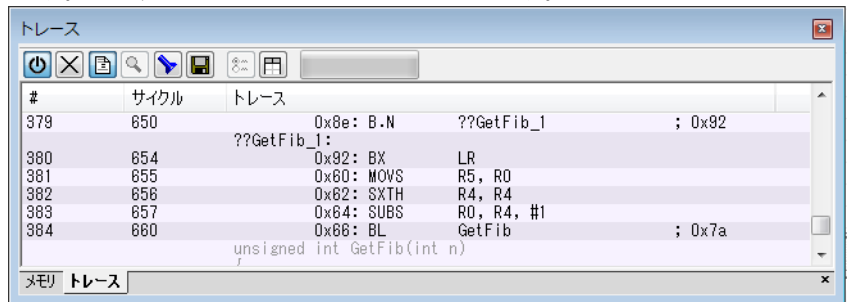 トレース
# サイクル トレース
379 650 0x8e: B.N ??GetFib_1 ; 0x92
??GetFib_1:
380 654 0x92: BX LR
381 655 0x60: MOVS R5, R0
382 656 0x62: SXTH R4, R4
383 657 0x64: SUBS R0, R4, #1
384 660 0x66: BL GetFib ; 0x7a
unsigned int GetFib(int n)
メモリ トレース